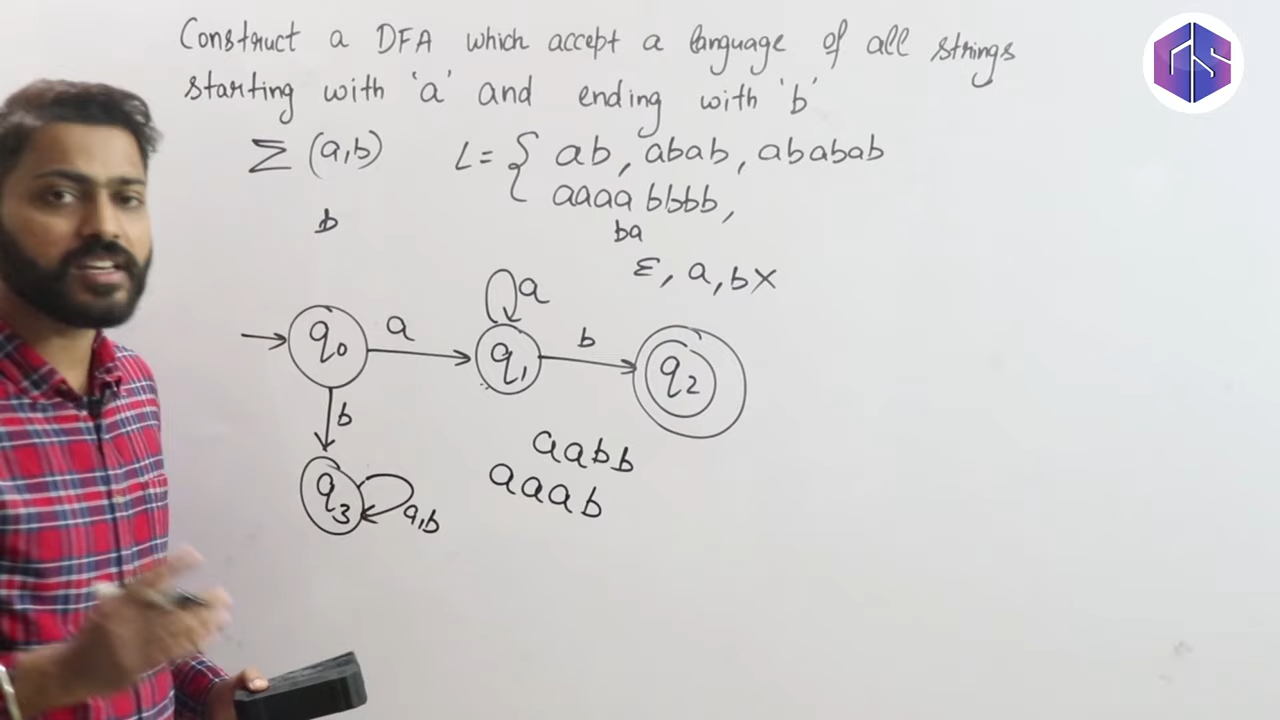 Construct a DFA which accept a language of all strings
starting with 'a' and ending with 'b'
Σ (a,b) L = { ab, abab, ababab
aaaa bbbb,
b
ba
ε, a, b X
a
q0 a q1 b q2
b
aabb
q3 a,b
aaab
GS